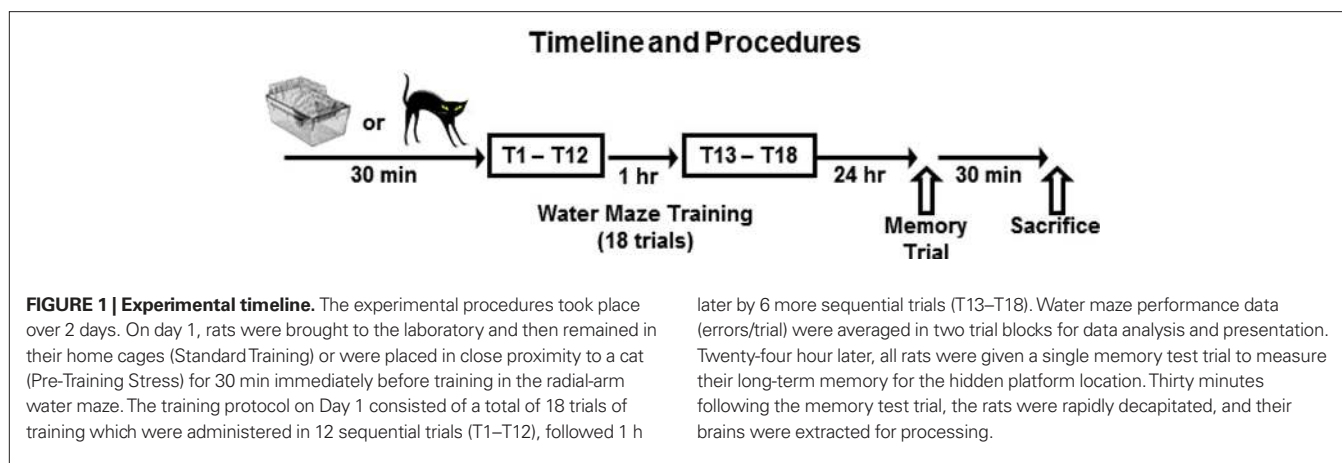 Timeline and Procedures
or
T1 – T12
T13 – T18
30 min
1 hr
24 hr
30 min
Water Maze Training
(18 trials)
Memory
Trial
Sacrifice
FIGURE 1 | Experimental timeline. The experimental procedures took place
over 2 days. On day 1, rats were brought to the laboratory and then remained in
their home cages (Standard Training) or were placed in close proximity to a cat
(Pre-Training Stress) for 30 min immediately before training in the radial-arm
water maze. The training protocol on Day 1 consisted of a total of 18 trials of
training which were administered in 12 sequential trials (T1–T12), followed 1 h
later by 6 more sequential trials (T13–T18). Water maze performance data
(errors/trial) were averaged in two trial blocks for data analysis and presentation.
Twenty-four hour later, all rats were given a single memory test trial to measure
their long-term memory for the hidden platform location. Thirty minutes
following the memory test trial, the rats were rapidly decapitated, and their
brains were extracted for processing.